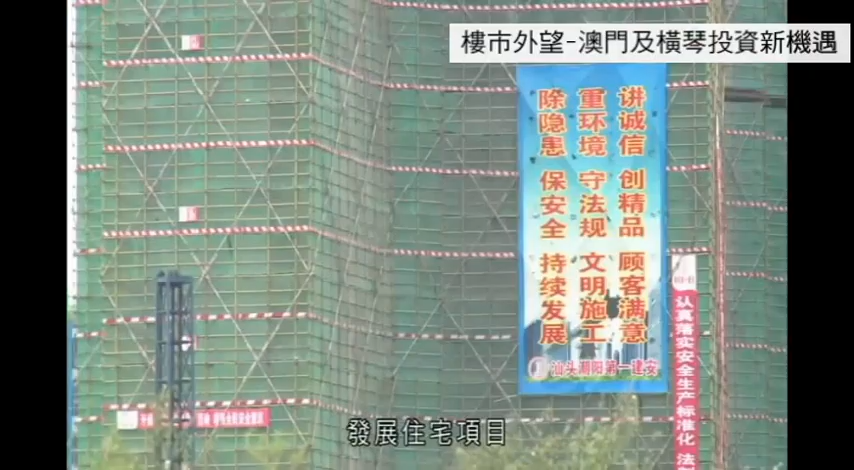 樓市外望-澳門及橫琴投資新機遇
讲诚信 创精品 顾客满意
重环境 守法规 文明施工
除隐患 保安全 持续发展
汕头潮阳第一建安
认真落实安全生产标准化 法
發展住宅項目